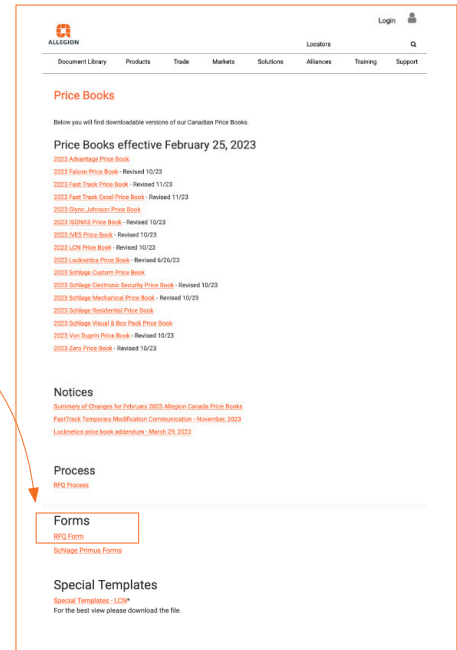 Login
ALLEGION
Locators
Document Library Products Trade Markets Solutions Alliances Training Support
Price Books
Below you will find downloadable versions of our Canadian Price Books.
Price Books effective February 25, 2023
2023 Advantage Price Book
2023 Falcon Price Book - Revised 10/23
2023 Fast Track Price Book - Revised 11/23
2023 Fast Track Excel Price Book - Revised 11/23
2023 Glynn Johnson Price Book
2023 ISONAS Price Book - Revised 10/23
2023 IVES Price Book - Revised 10/23
2023 LCN Price Book - Revised 10/23
2023 Locknetics Price Book - Revised 6/26/23
2023 Schlage Custom Price Book
2023 Schlage Electronic Security Price Book - Revised 10/23
2023 Schlage Mechanical Price Book - Revised 10/23
2023 Schlage Residential Price Book
2023 Schlage Visual & Box Pack Price Book
2023 Von Duprin Price Book - Revised 10/23
2023 Zero Price Book - Revised 10/23
Notices
Summary of Changes for February 2023 Allegion Canada Price Books
FastTrack Temporary Modification Communication - November, 2023
Locknetics price book addendum - March 29, 2023
Process
RFQ Process
Forms
RFQ Form
Schlage Primus Forms
Special Templates
Special Templates - LCN*
For the best view please download the file.